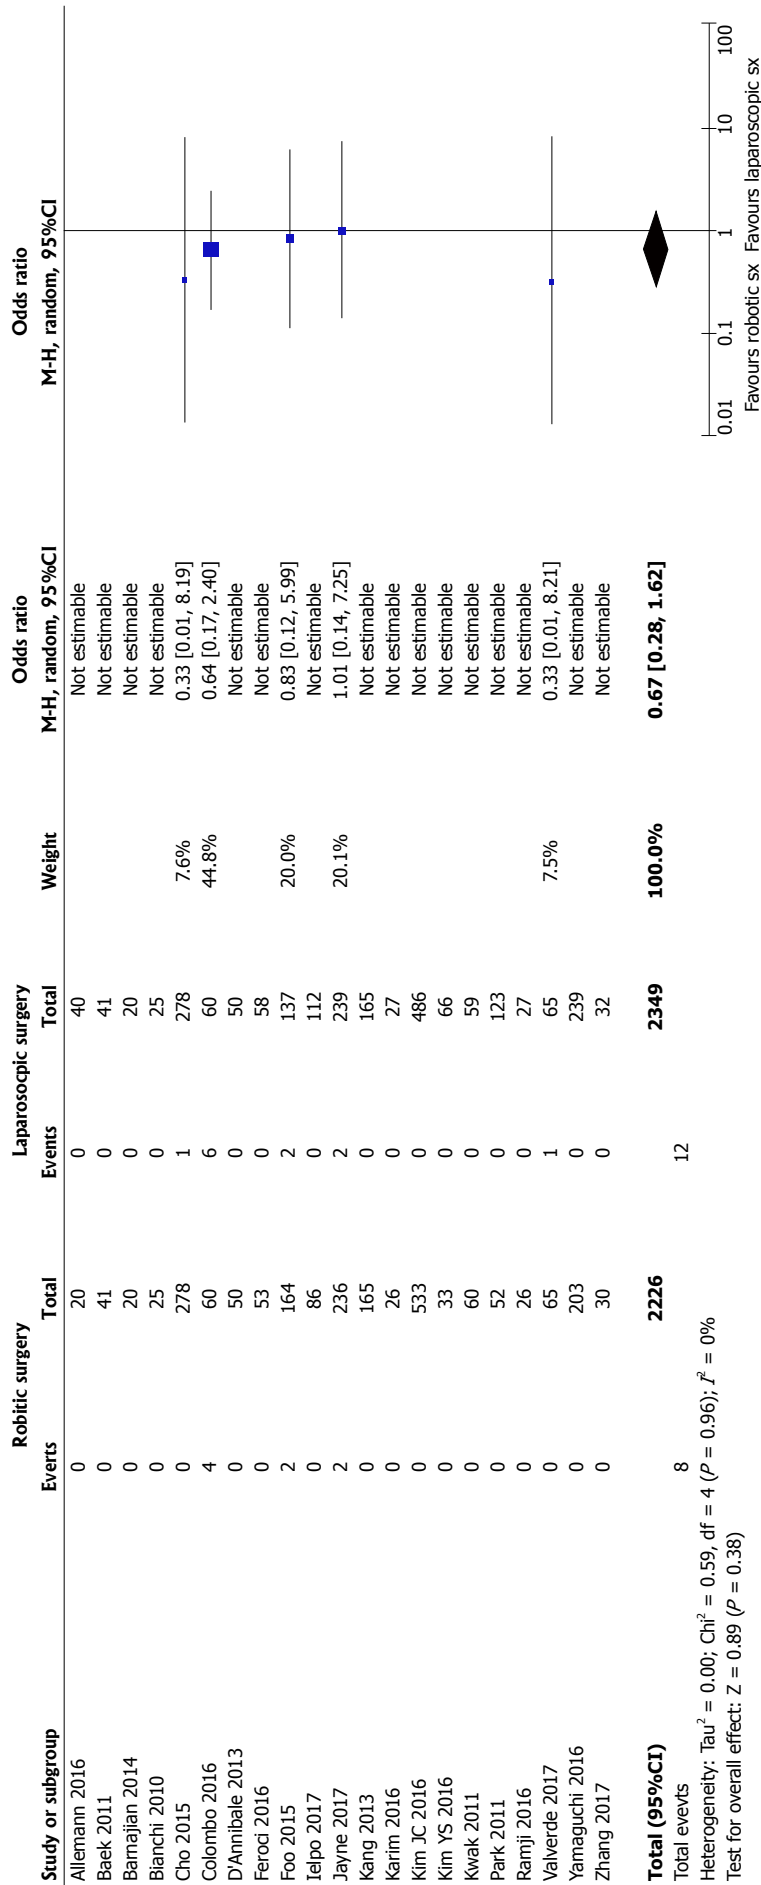 Robitic surgery Laparosocpic surgery Odds ratio Odds ratio
Study or subgroup Everts Total Events Total Weight M-H, random, 95%CI M-H, random, 95%CI
Allemann 2016 0 20 0 40 Not estimable
Baek 2011 0 41 0 41 Not estimable
Barnajian 2014 0 20 0 20 Not estimable
Bianchi 2010 0 25 0 25 Not estimable
Cho 2015 0 278 1 278 7.6% 0.33 [0.01, 8.19]
Colombo 2016 4 60 6 60 44.8% 0.64 [0.17, 2.40]
D'Annibale 2013 0 50 0 50 Not estimable
Feroci 2016 0 53 0 58 Not estimable
Foo 2015 2 164 2 137 20.0% 0.83 [0.12, 5.99]
Ielpo 2017 0 86 0 112 Not estimable
Jayne 2017 2 236 2 239 20.1% 1.01 [0.14, 7.25]
Kang 2013 0 165 0 165 Not estimable
Karim 2016 0 26 0 27 Not estimable
Kim JC 2016 0 533 0 486 Not estimable
Kim YS 2016 0 33 0 66 Not estimable
Kwak 2011 0 60 0 59 Not estimable
Park 2011 0 52 0 123 Not estimable
Ramji 2016 0 26 0 27 Not estimable
Valverde 2017 0 65 1 65 7.5% 0.33 [0.01, 8.21]
Yamaguchi 2016 0 203 0 239 Not estimable
Zhang 2017 0 30 0 32 Not estimable
Total (95%CI) 2226 2349 100.0% 0.67 [0.28, 1.62]
Total evevts 8 12
Heterogeneity: Tau² = 0.00; Chi² = 0.59, df = 4 (P = 0.96); I² = 0%
Test for overall effect: Z = 0.89 (P = 0.38)
0.01 0.1 1 10 100
Favours robotic sx Favours laparoscopic sx